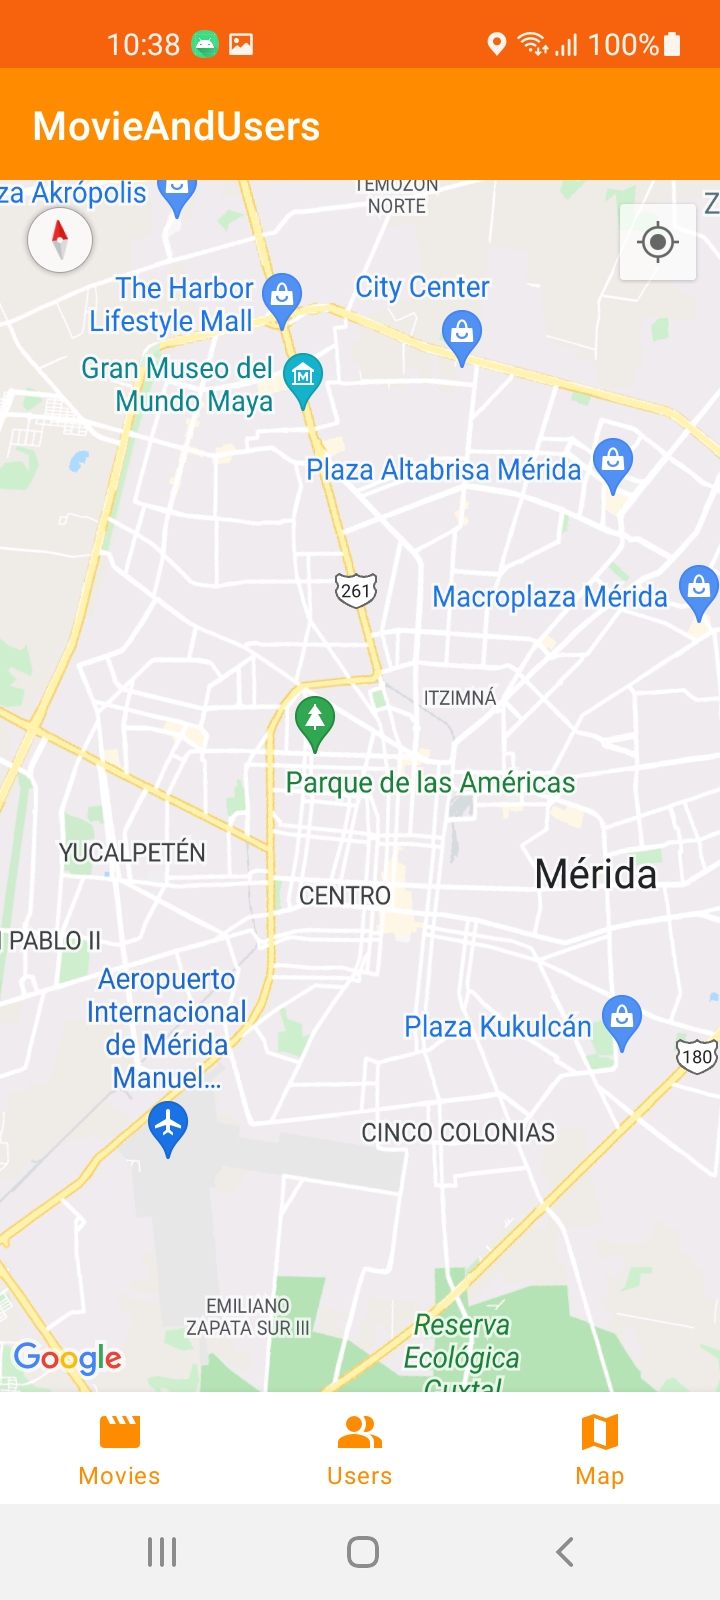 10:38
100%
MovieAndUsers
za Akrópolis
TEMOZÓN
NORTE
Z
The Harbor
Lifestyle Mall
City Center
Gran Museo del
Mundo Maya
Plaza Altabrisa Mérida
261
Macroplaza Mérida
ITZIMNÁ
Parque de las Américas
YUCALPETÉN
Mérida
CENTRO
PABLO II
Aeropuerto
Internacional
de Mérida
Manuel...
Plaza Kukulcán
180
CINCO COLONIAS
EMILIANO
ZAPATA SUR III
Reserva
Ecológica
Cuxtal
Google
Movies
Users
Map